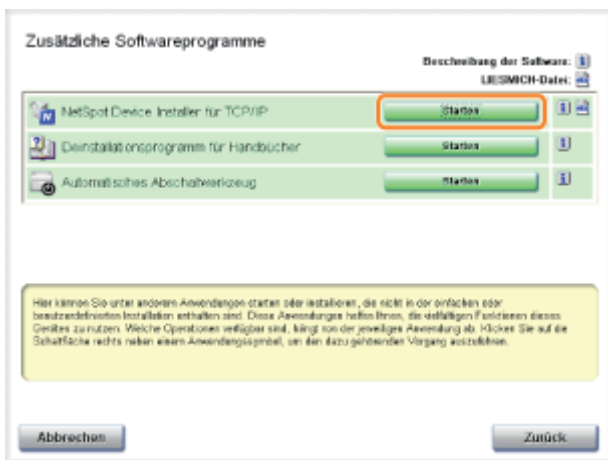 Zusätzliche Softwareprogramme
Beschreibung der Software:
LIESMICH-Datei:
NetSpot Device Installer für TCP/IP
Starten
Deinstallationsprogramm für Handbücher
Starten
Automatisches Abschaltwerkzeug
Starten
Hier können Sie unter anderem Anwendungen starten oder installieren, die nicht in der einfachen oder
benutzerdefinierten Installation enthalten sind. Diese Anwendungen helfen Ihnen, die vielfältigen Funktionen dieses
Gerätes zu nutzen. Welche Operationen verfügbar sind, hängt von der jeweiligen Anwendung ab. Klicken Sie auf die
Schaltfläche rechts neben einem Anwendungssymbol, um den dazu gehörenden Vorgang auszuführen.
Abbrechen
Zurück